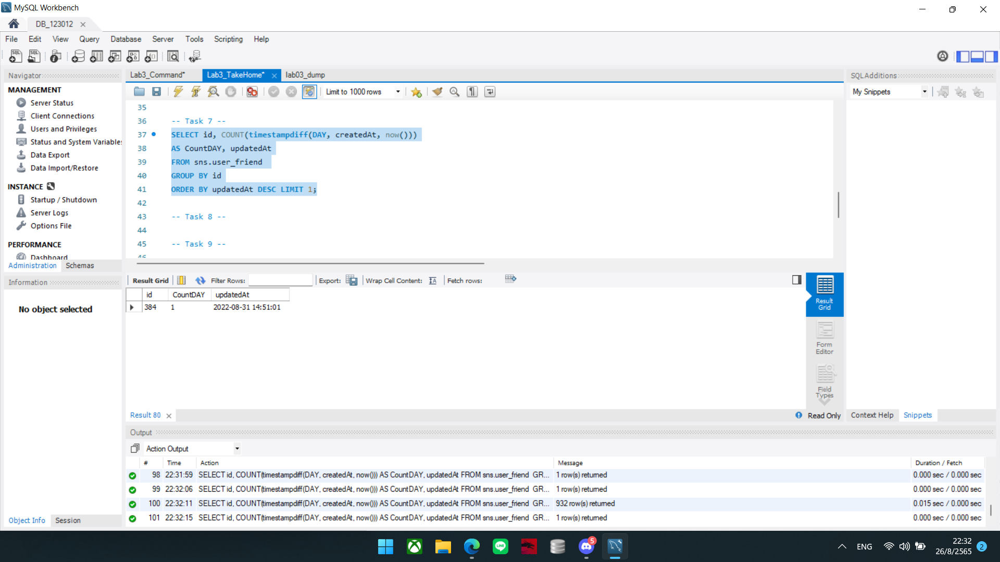 MySQL Workbench
DB_123012
File Edit View Query Database Server Tools Scripting Help
Navigator
MANAGEMENT
Server Status
Client Connections
Users and Privileges
Status and System Variables
Data Export
Data Import/Restore
INSTANCE
Startup / Shutdown
Server Logs
Options File
PERFORMANCE
Dashboard
Administration Schemas
Information
No object selected
Object Info Session
Lab3_Command* Lab3_TakeHome* lab03_dump
Limit to 1000 rows
35
36 -- Task 7 --
37 SELECT id, COUNT(timestampdiff(DAY, createdAt, now()))
38 AS CountDAY, updatedAt
39 FROM sns.user_friend
40 GROUP BY id
41 ORDER BY updatedAt DESC LIMIT 1;
42
43 -- Task 8 --
44
45 -- Task 9 --
46
Result Grid Filter Rows: Export: Wrap Cell Content: Fetch rows:
id CountDAY updatedAt
384 1 2022-08-31 14:51:01
Result Grid
Form Editor
Field Types
Result 80
Read Only
SQLAdditions
My Snippets
Context Help Snippets
Output
Action Output
# Time Action Message Duration / Fetch
98 22:31:59 SELECT id, COUNT(timestampdiff(DAY, createdAt, now())) AS CountDAY, updatedAt FROM sns.user_friend GR... 1 row(s) returned 0.000 sec / 0.000 sec
99 22:32:06 SELECT id, COUNT(timestampdiff(DAY, createdAt, now())) AS CountDAY, updatedAt FROM sns.user_friend GR... 1 row(s) returned 0.000 sec / 0.000 sec
100 22:32:11 SELECT id, COUNT(timestampdiff(DAY, createdAt, now())) AS CountDAY, updatedAt FROM sns.user_friend GR... 932 row(s) returned 0.015 sec / 0.000 sec
101 22:32:15 SELECT id, COUNT(timestampdiff(DAY, createdAt, now())) AS CountDAY, updatedAt FROM sns.user_friend GR... 1 row(s) returned 0.000 sec / 0.000 sec
LINE
5
ENG
22:32
26/8/2565
2